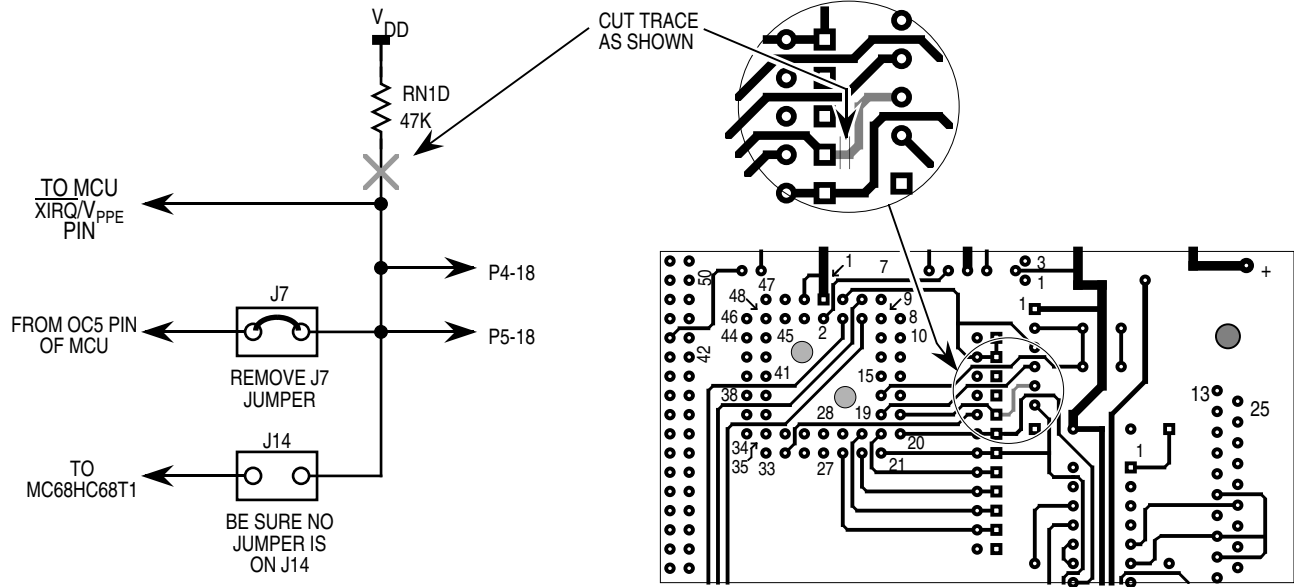 V
DD
RN1D
47K
CUT TRACE
AS SHOWN
TO MCU
XIRQ/VPPE
PIN
P4-18
J7
FROM OC5 PIN
OF MCU
P5-18
REMOVE J7
JUMPER
J14
TO
MC68HC68T1
BE SURE NO
JUMPER IS
ON J14
50
47
1
7
3
1
+
48
9
1
46
45
2
8
44
10
42
41
15
38
13
25
28
19
34
20
35
33
27
21
1